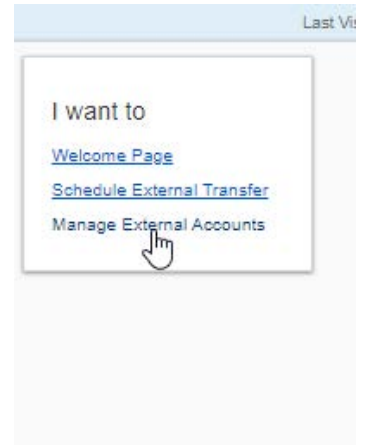 Last Vis
I want to
Welcome Page
Schedule External Transfer
Manage External Accounts